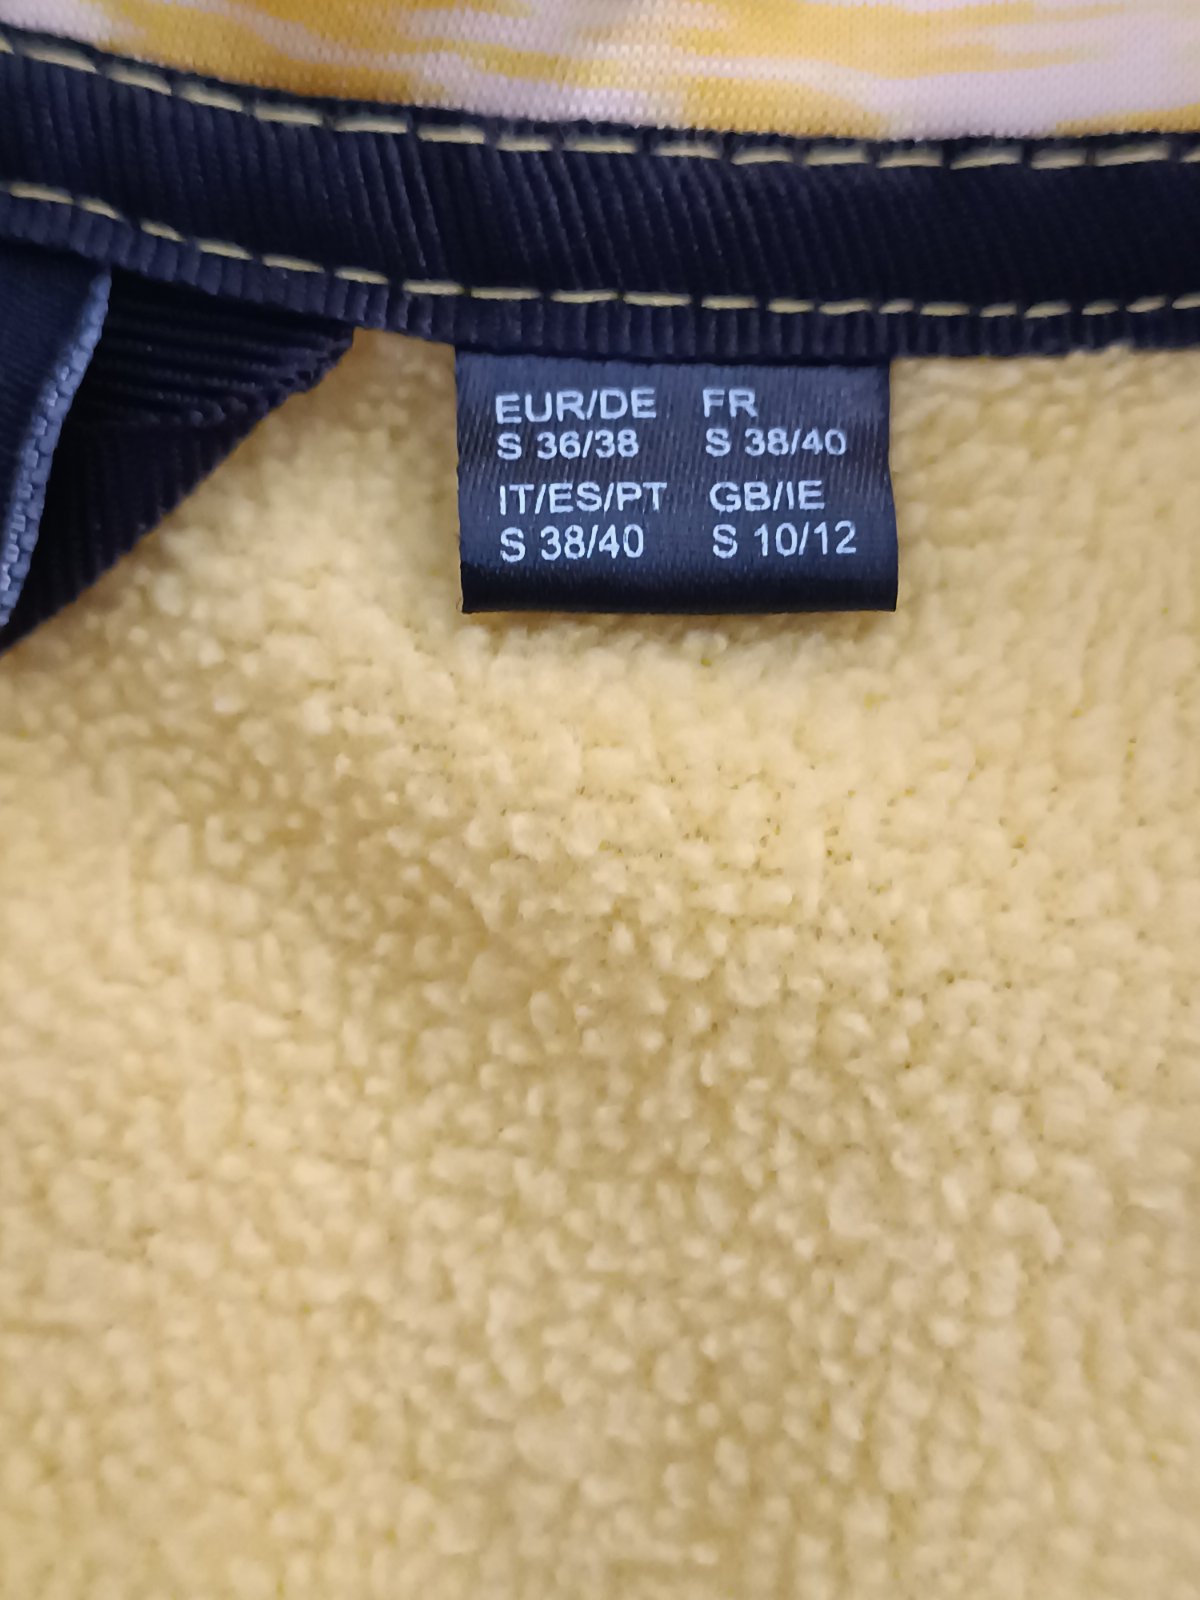 EUR/DE FR
S 36/38 S 38/40
IT/ES/PT GB/IE
S 38/40 S 10/12